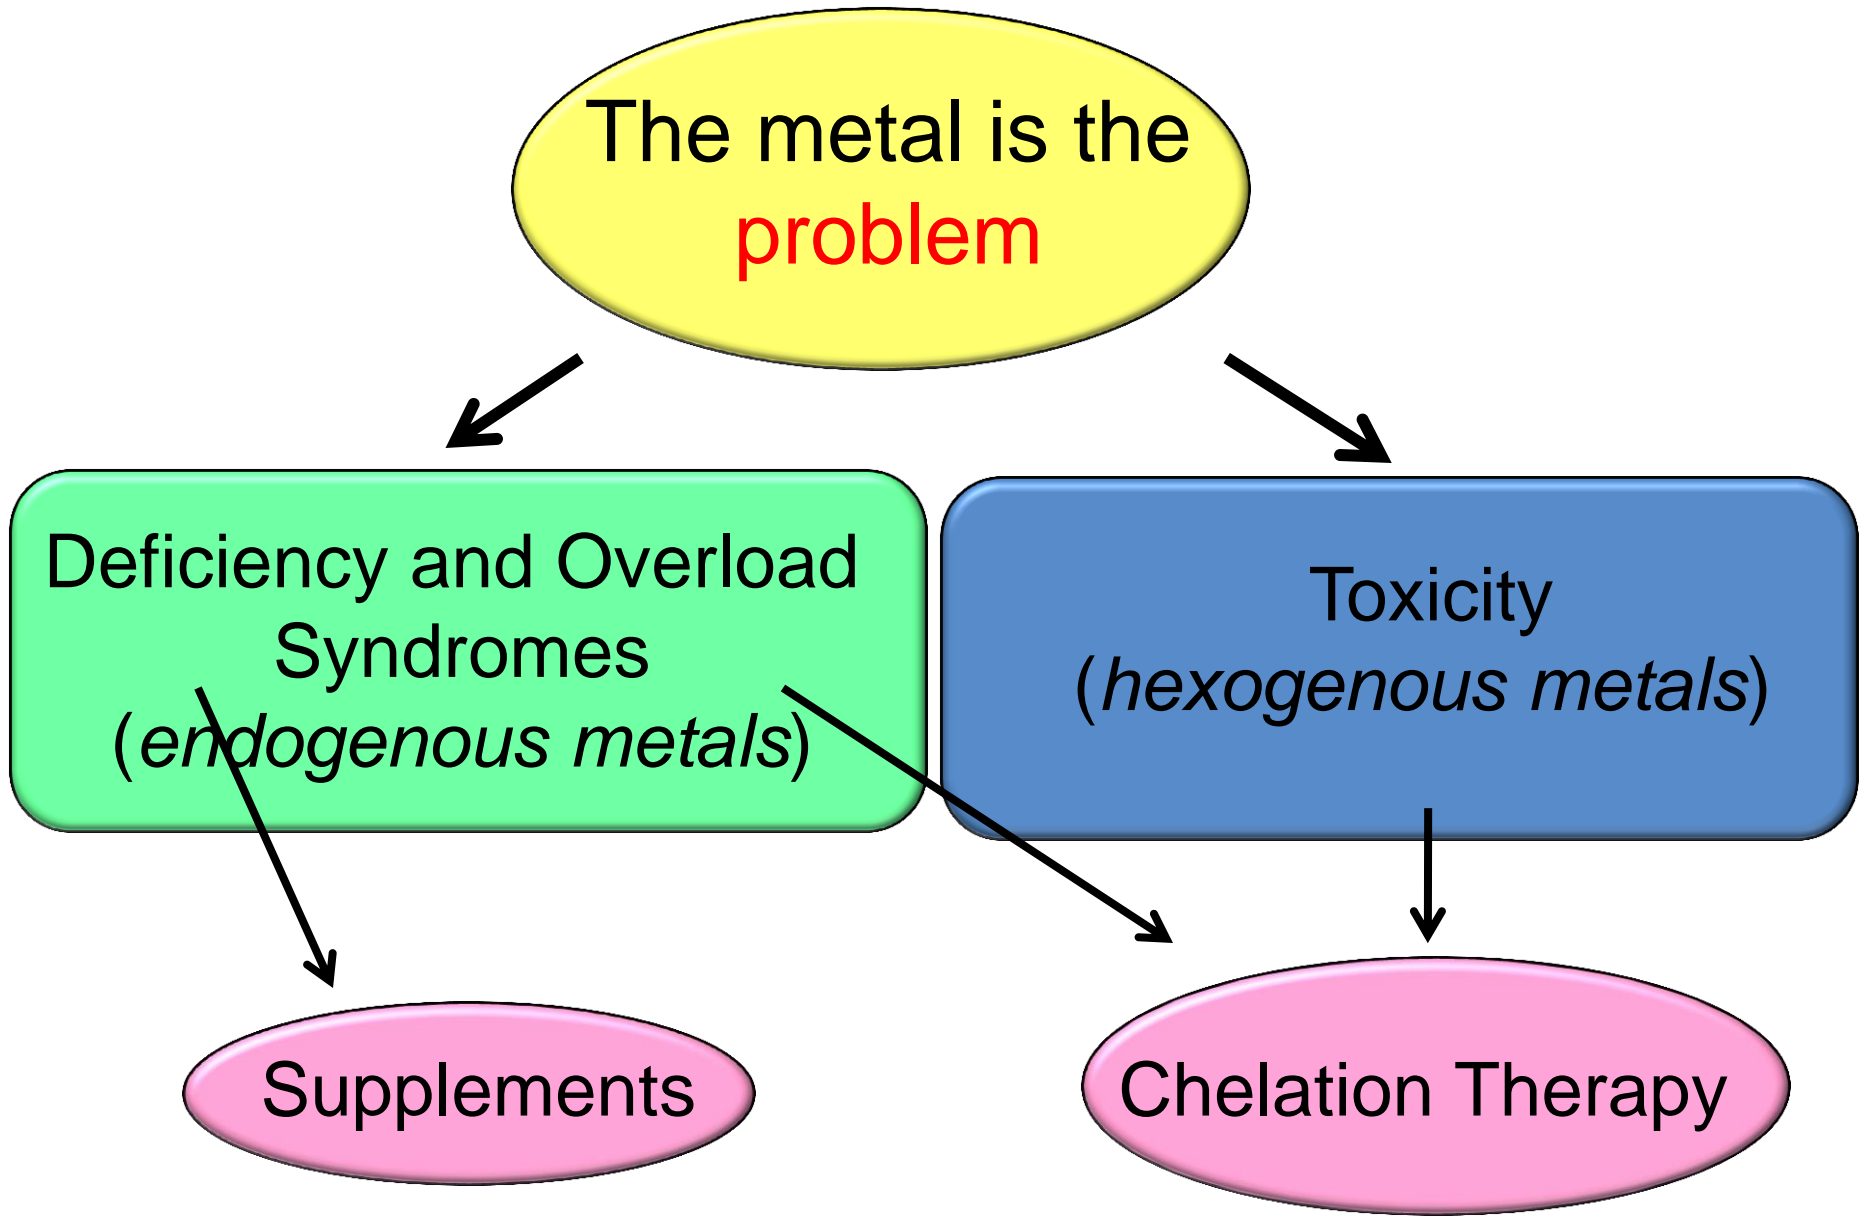 The metal is the
problem
Deficiency and Overload
Syndromes
(endogenous metals)
Toxicity
(hexogenous metals)
Supplements
Chelation Therapy